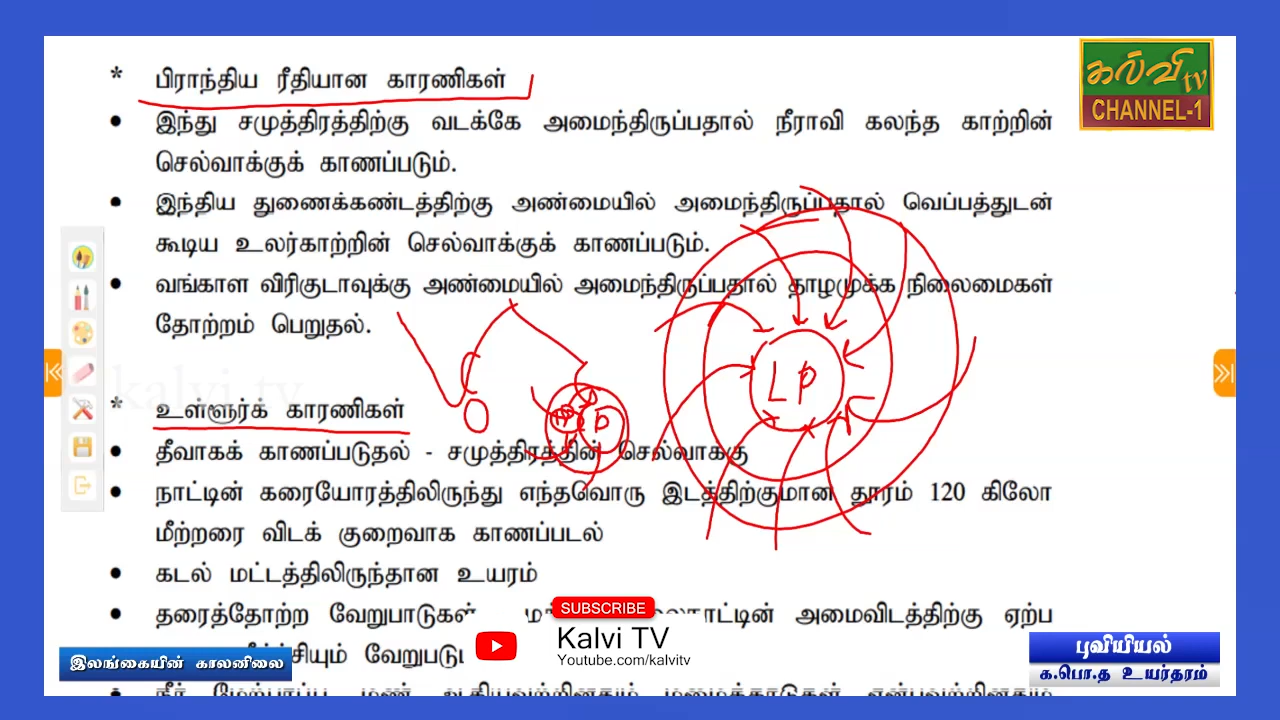 * பிராந்திய ரீதியான காரணிகள்
• இந்து சமுத்திரத்திற்கு வடக்கே அமைந்திருப்பதால் நீராவி கலந்த காற்றின்
செல்வாக்குக் காணப்படும்.
• இந்திய துணைக்கண்டத்திற்கு அண்மையில் அமைந்திருப்பதால் வெப்பத்துடன்
கூடிய உலர்காற்றின் செல்வாக்குக் காணப்படும்.
• வங்காள விரிகுடாவுக்கு அண்மையில் அமைந்திருப்பதால் தாழமுக்க நிலைமைகள்
தோற்றம் பெறுதல்.
* உள்ளூர்க் காரணிகள்
• தீவாகக் காணப்படுதல் - சமுத்திரத்தின் செல்வாக்கு
• நாட்டின் கரையோரத்திலிருந்து எந்தவொரு இடத்திற்குமான தூரம் 120 கிலோ
மீற்றரை விடக் குறைவாக காணப்படல்
• கடல் மட்டத்திலிருந்தான உயரம்
• தரைத்தோற்ற வேறுபாடுகள் அமைவிடத்திற்கு ஏற்ப
LP
கல்வி tv
CHANNEL-1
kalvi tv
SUBSCRIBE
Kalvi TV
Youtube.com/kalvitv
இலங்கையின் காலனிலை
புவியியல்
க.பொ.த உயர்தரம்